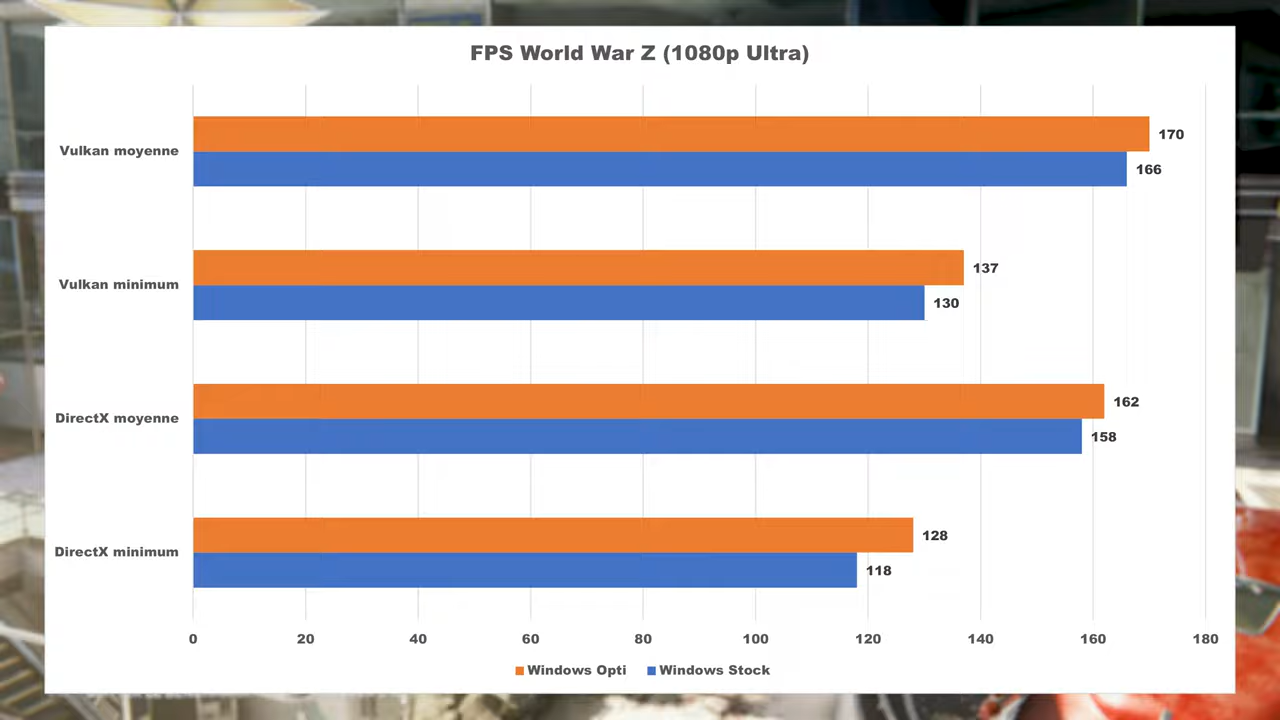 FPS World War Z (1080p Ultra)
Vulkan moyenne
170
166
Vulkan minimum
137
130
DirectX moyenne
162
158
DirectX minimum
128
118
0 20 40 60 80 100 120 140 160 180
Windows Opti Windows Stock